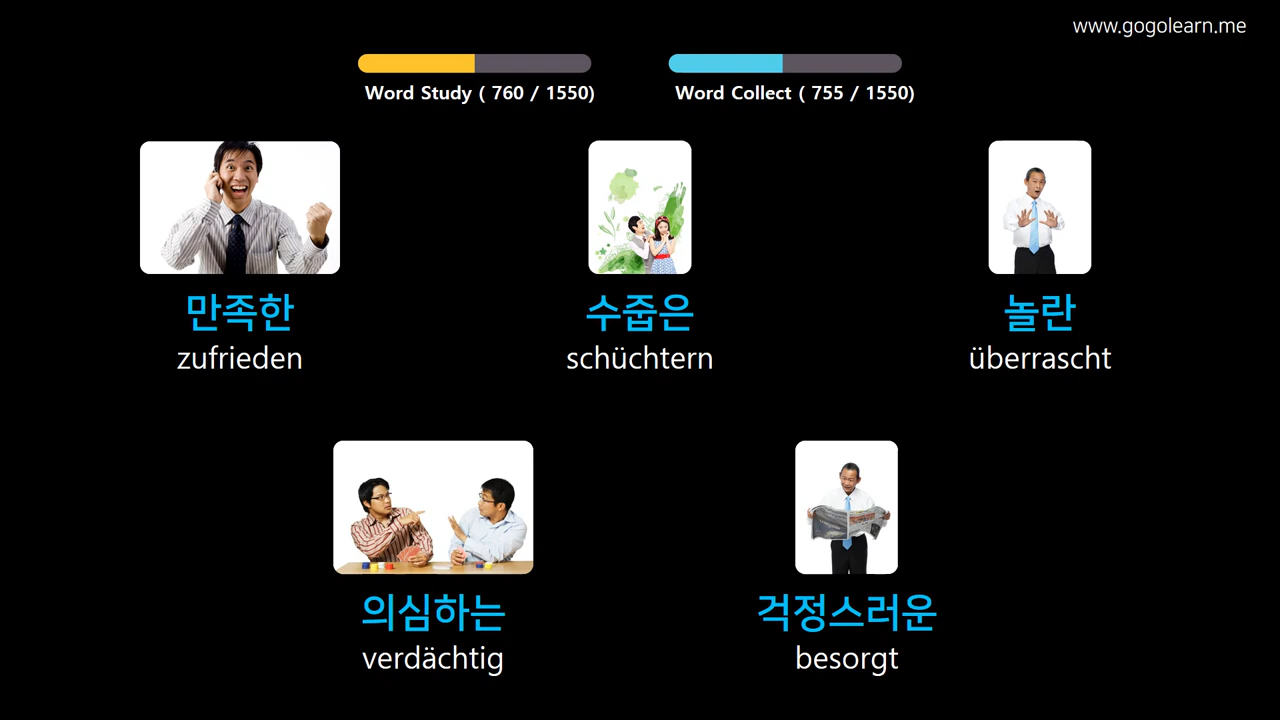 www.gogolearn.me
Word Study ( 760 / 1550)
Word Collect ( 755 / 1550)
만족한
zufrieden
수줍은
schüchtern
놀란
überrascht
의심하는
verdächtig
걱정스러운
besorgt